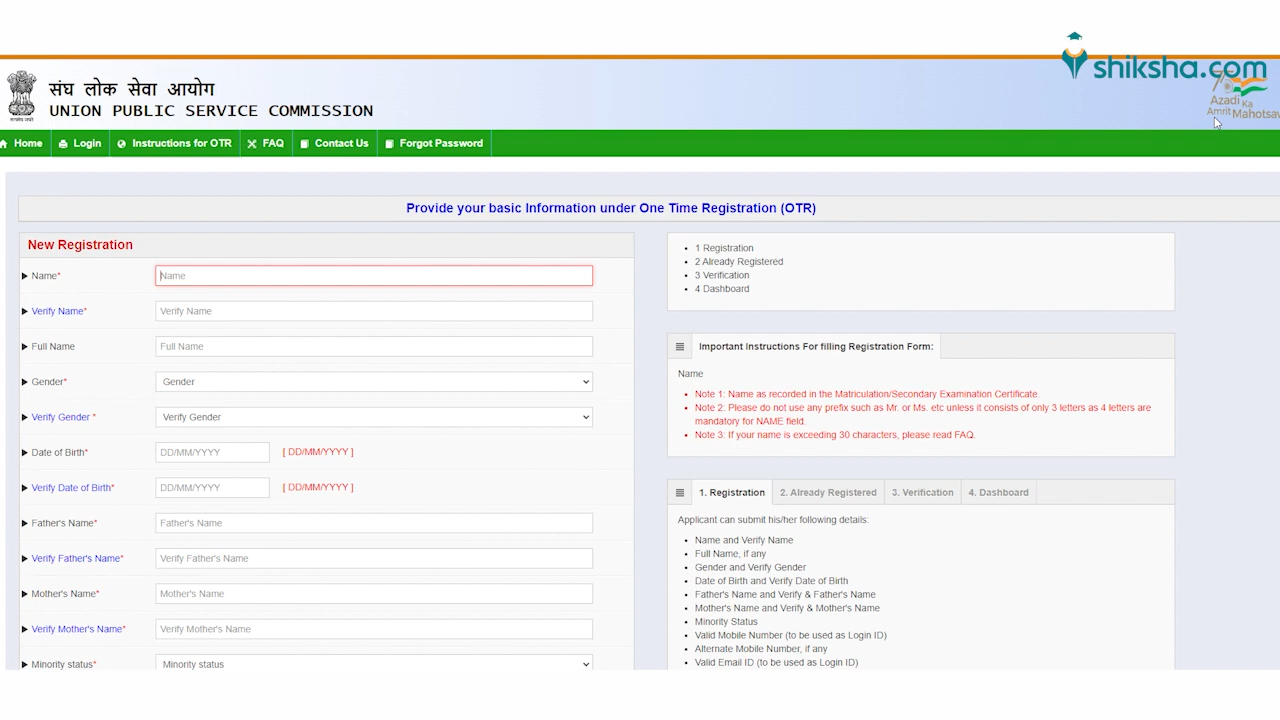 shiksha.com
संघ लोक सेवा आयोग
UNION PUBLIC SERVICE COMMISSION
Azadi Ka
Amrit Mahotsav
Home Login Instructions for OTR FAQ Contact Us Forgot Password
Provide your basic Information under One Time Registration (OTR)
New Registration
Name* Name
Verify Name* Verify Name
Full Name Full Name
Gender* Gender
Verify Gender * Verify Gender
Date of Birth* DD/MM/YYYY [ DD/MM/YYYY ]
Verify Date of Birth* DD/MM/YYYY [ DD/MM/YYYY ]
Father's Name* Father's Name
Verify Father's Name* Verify Father's Name
Mother's Name* Mother's Name
Verify Mother's Name* Verify Mother's Name
Minority status* Minority status
1 Registration
2 Already Registered
3 Verification
4 Dashboard
Important Instructions For filling Registration Form:
Name
Note 1: Name as recorded in the Matriculation/Secondary Examination Certificate.
Note 2: Please do not use any prefix such as Mr. or Ms. etc unless it consists of only 3 letters as 4 letters are
mandatory for NAME field.
Note 3: If your name is exceeding 30 characters, please read FAQ.
1. Registration 2. Already Registered 3. Verification 4. Dashboard
Applicant can submit his/her following details:
Name and Verify Name
Full Name, if any
Gender and Verify Gender
Date of Birth and Verify Date of Birth
Father's Name and Verify & Father's Name
Mother's Name and Verify & Mother's Name
Minority Status
Valid Mobile Number (to be used as Login ID)
Alternate Mobile Number, if any
Valid Email ID (to be used as Login ID)